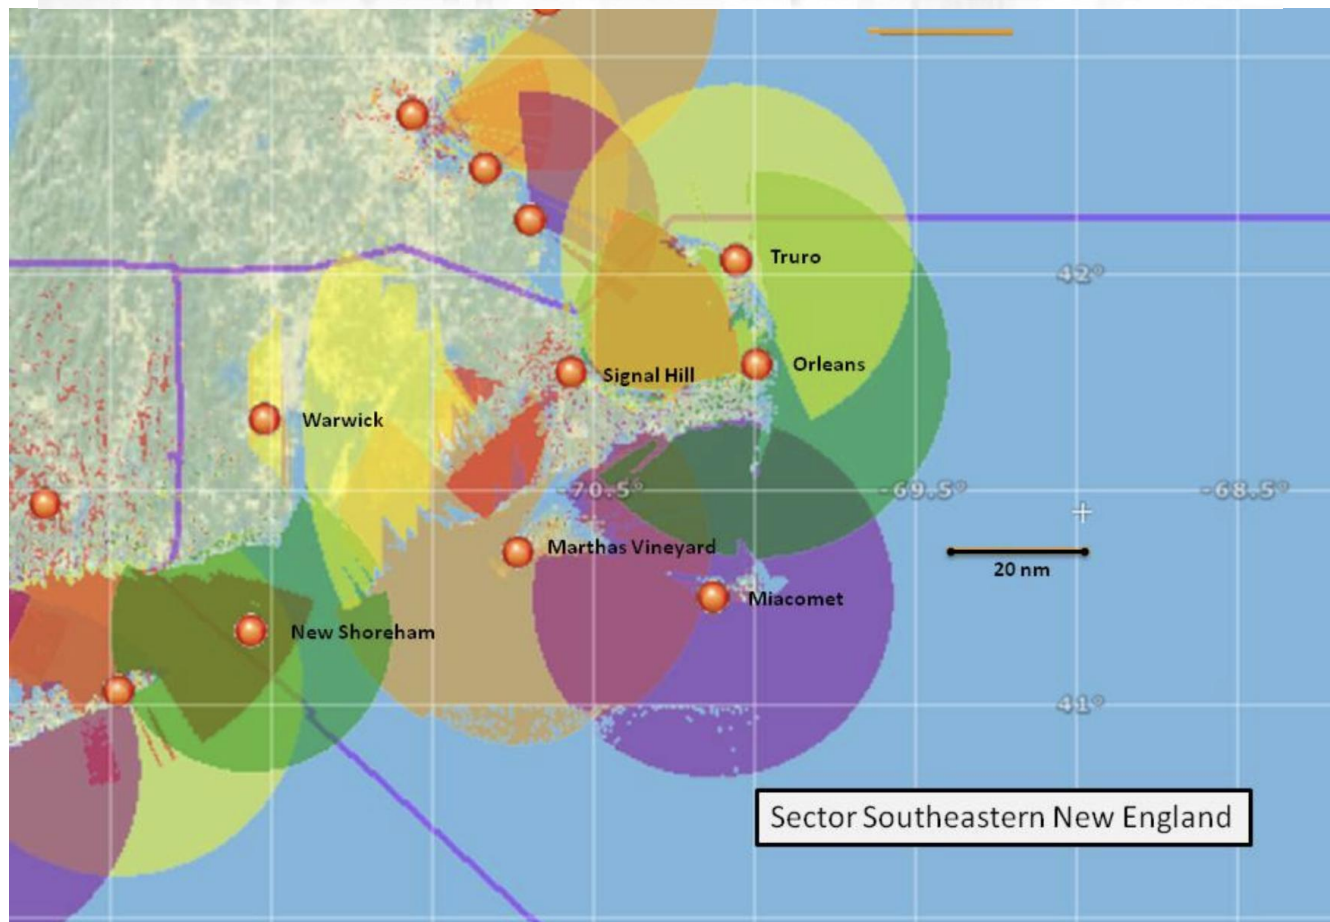 Truro
42°
Orleans
Signal Hill
Warwick
-70.5°
-69.5°
-68.5°
Marthas Vineyard
20 nm
Miacomet
New Shoreham
41°
Sector Southeastern New England